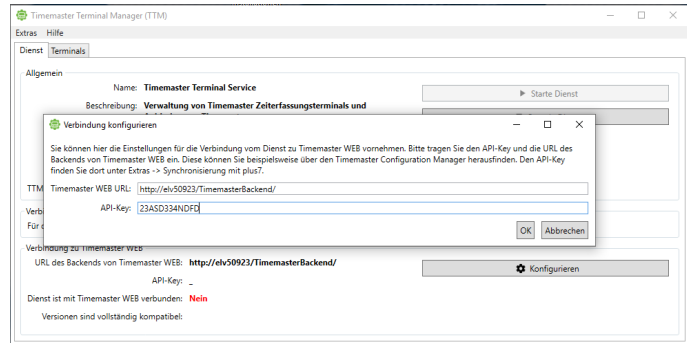 Timemaster Terminal Manager (TTM)
Extras Hilfe
Dienst Terminals
Allgemein
Name: Timemaster Terminal Service
Starte Dienst
Beschreibung: Verwaltung von Timemaster Zeiterfassungsterminals und
Verbindung konfigurieren
Sie können hier die Einstellungen für die Verbindung vom Dienst zu Timemaster WEB vornehmen. Bitte tragen Sie den API-Key und die URL des
Backends von Timemaster WEB ein. Diese können Sie beispielsweise über den Timemaster Configuration Manager herausfinden. Den API-Key
finden Sie dort unter Extras -> Synchronisierung mit plus7.
TTM
Timemaster WEB URL: http://elv50923/TimemasterBackend/
Verbi
API-Key: 23ASD334NDFD
Für d
OK Abbrechen
Verbindung zu Timemaster WEB
URL des Backends von Timemaster WEB: http://elv50923/TimemasterBackend/
Konfigurieren
API-Key: _
Dienst ist mit Timemaster WEB verbunden: Nein
Versionen sind vollständig kompatibel: